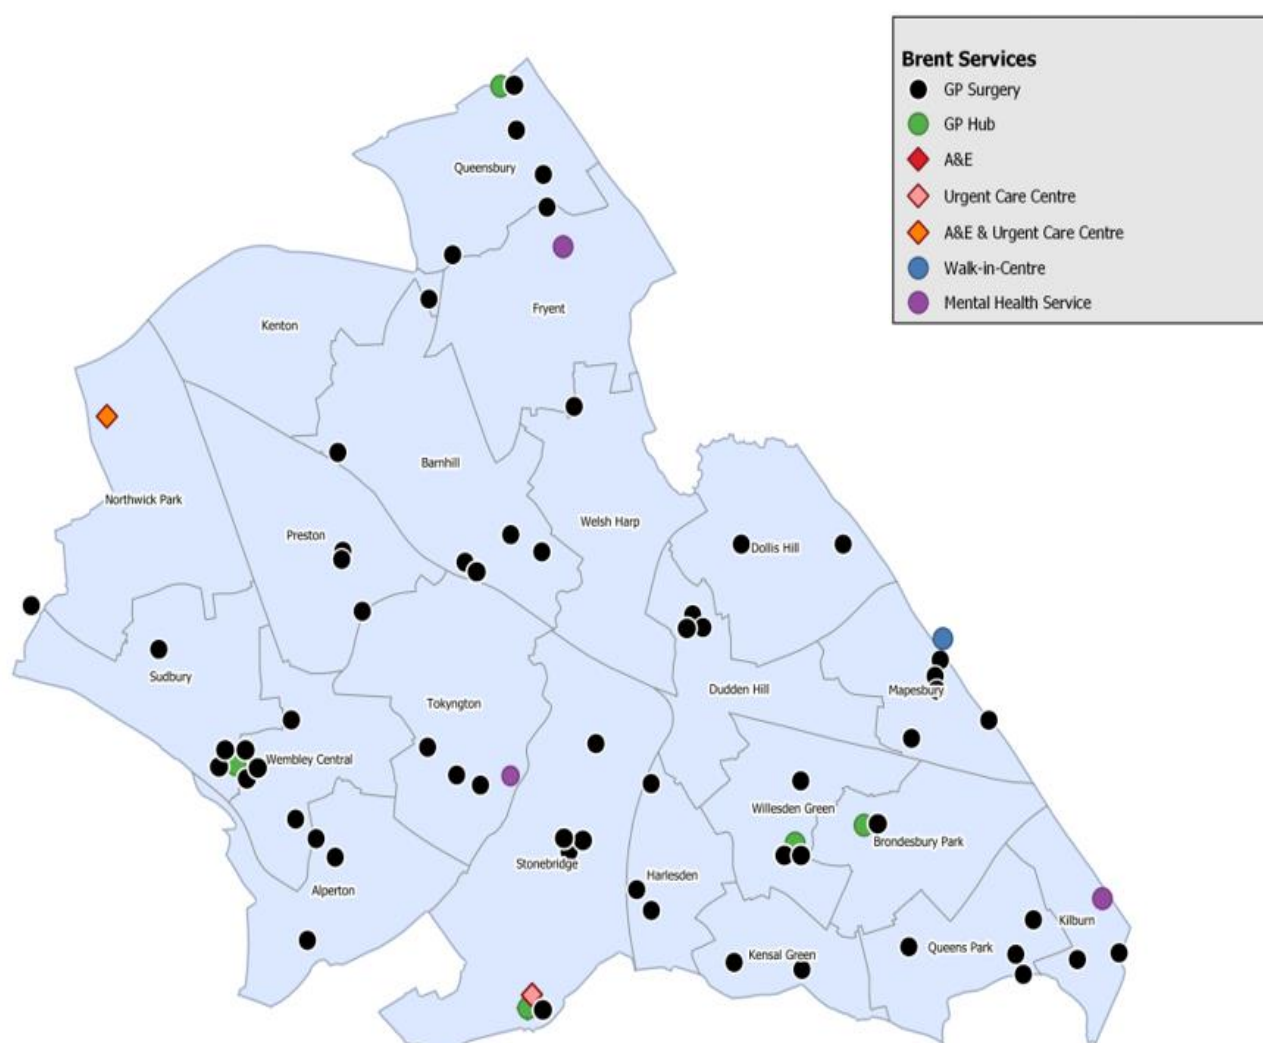 Brent Services
GP Surgery
GP Hub
A&E
Urgent Care Centre
A&E & Urgent Care Centre
Walk-in-Centre
Mental Health Service
Queensbury
Fryent
Kenton
Barnhill
Northwick Park
Welsh Harp
Preston
Dollis Hill
Sudbury
Dudden Hill
Mapesbury
Tokyngton
Wembley Central
Willesden Green
Brondesbury Park
Stonebridge
Harlesden
Alperton
Kilburn
Queens Park
Kensal Green